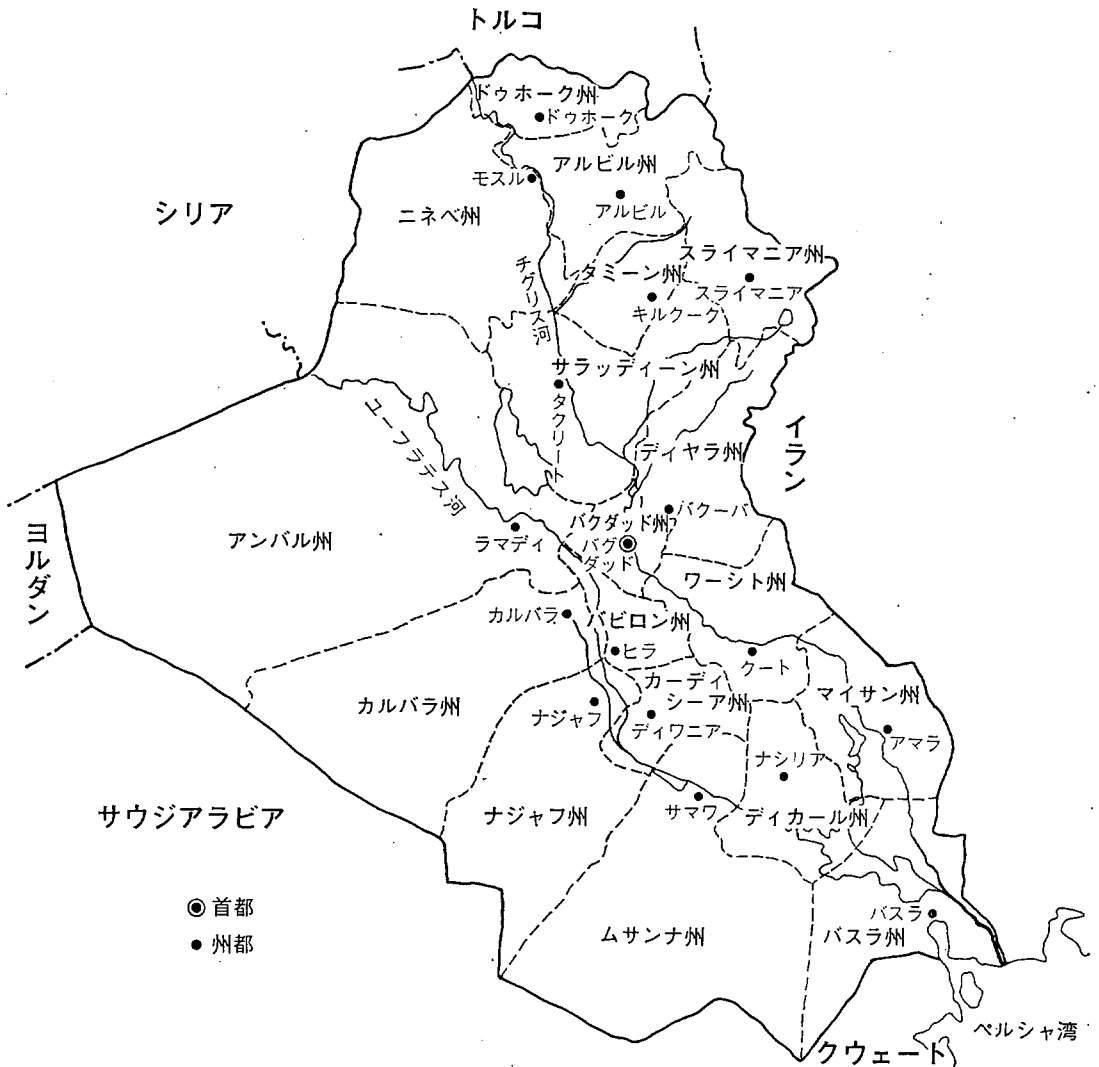 トルコ
ドゥホーク州
ドゥホーク
アルビル州
モスル
アルビル
シリア
ニネベ州
スライマニア州
チグリス河
タミーン州
スライマニア
キルクーク
サラッディーン州
タクリート
ユーフラテス河
ディヤラ州
イラン
バクーバ
バクダッド州
バグ
ダッド
ヨルダン
アンバル州
ラマディ
ワーシト州
カルバラ
バビロン州
ヒラ
クート
カーディ
シーア州
マイサン州
カルバラ州
ナジャフ
ディワニア
アマラ
ナシリア
サウジアラビア
ナジャフ州
サマワ
ディカール州
首都
州都
ムサンナ州
バスラ
バスラ州
ペルシャ湾
クウェート